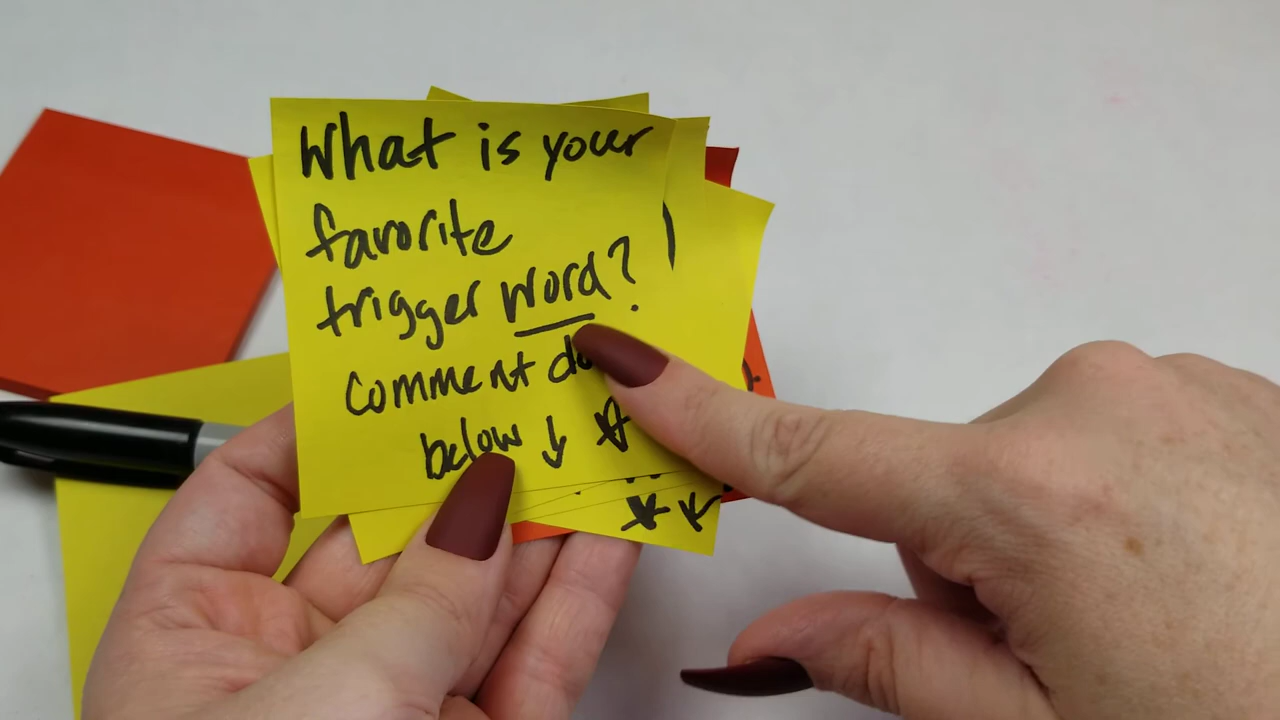 What is your
favorite
trigger word?
comment
below ↓